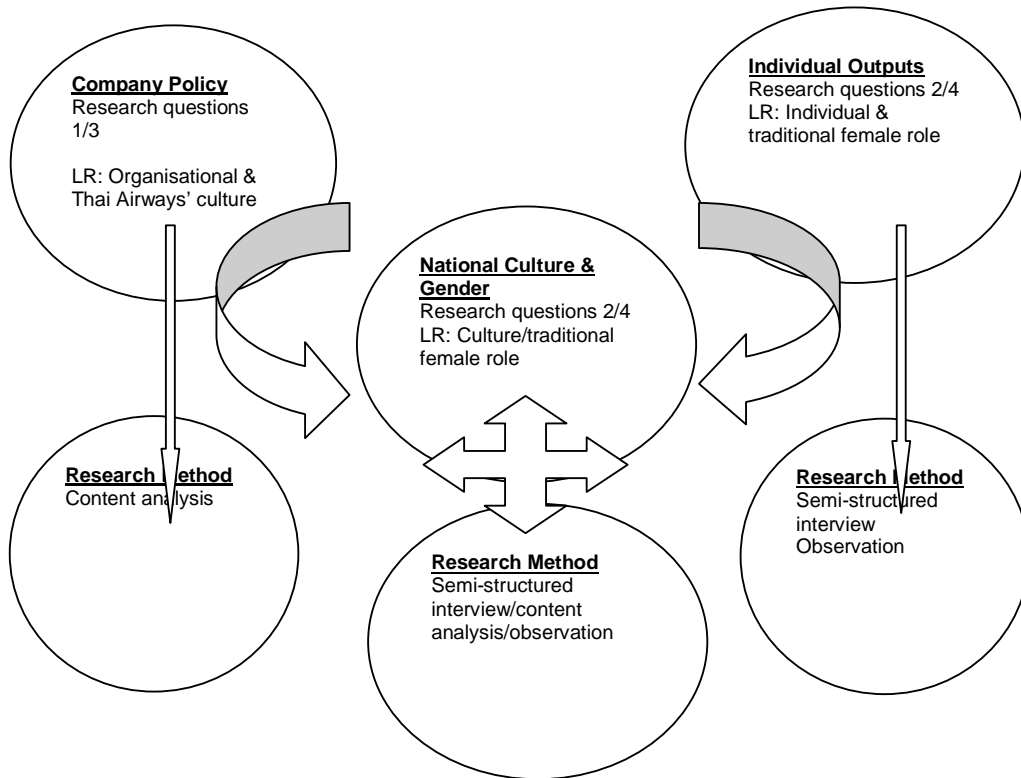 Company Policy
Research questions
1/3
LR: Organisational &
Thai Airways' culture
Individual Outputs
Research questions 2/4
LR: Individual &
traditional female role
National Culture &
Gender
Research questions 2/4
LR: Culture/traditional
female role
Research Method
Content analysis
Research Method
Semi-structured
interview/content
analysis/observation
Research Method
Semi-structured
interview
Observation